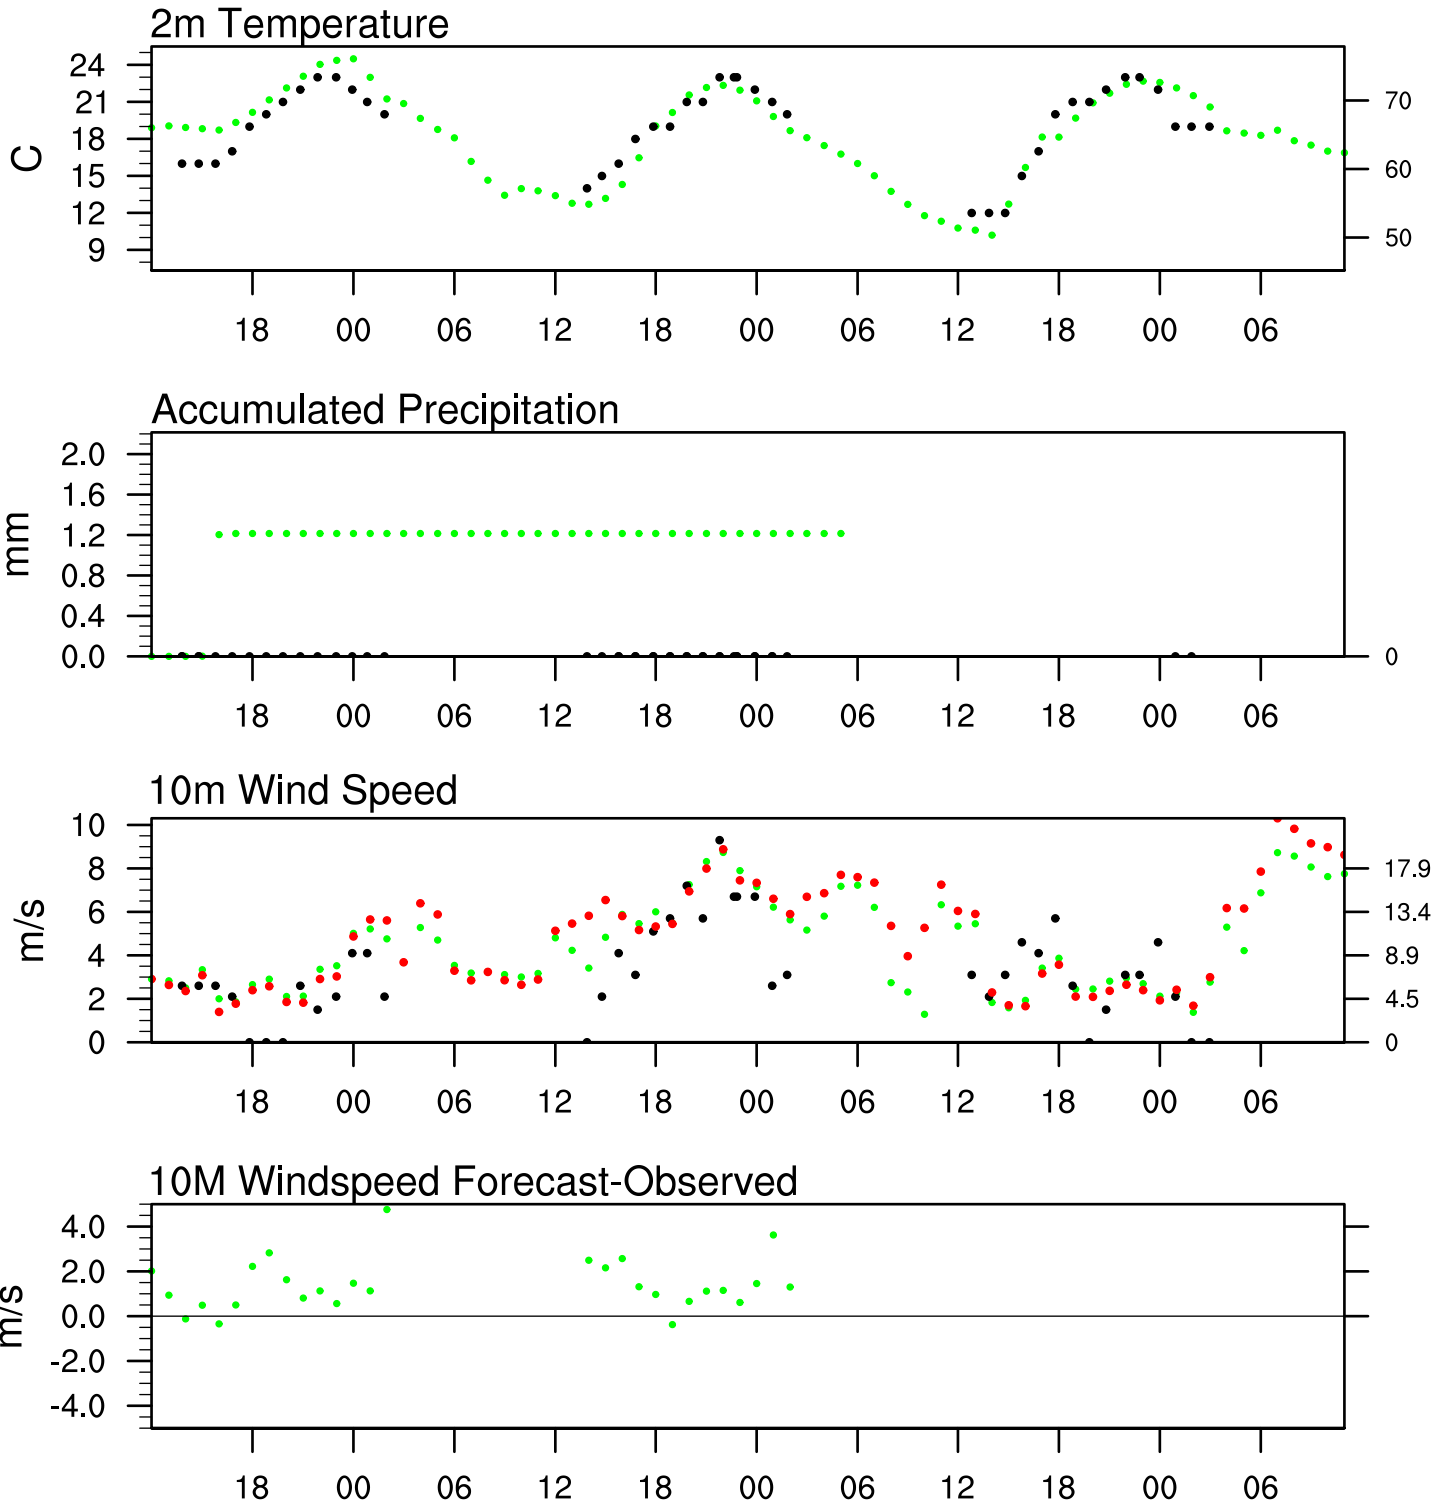 2m Temperature
24
21
18
15
12
9
C
70
60
50
18 00 06 12 18 00 06 12 18 00 06
Accumulated Precipitation
2.0
1.6
1.2
0.8
0.4
0.0
mm
0
18 00 06 12 18 00 06 12 18 00 06
10m Wind Speed
10
8
6
4
2
0
m/s
17.9
13.4
8.9
4.5
0
18 00 06 12 18 00 06 12 18 00 06
10M Windspeed Forecast-Observed
4.0
2.0
0.0
-2.0
-4.0
m/s
18 00 06 12 18 00 06 12 18 00 06